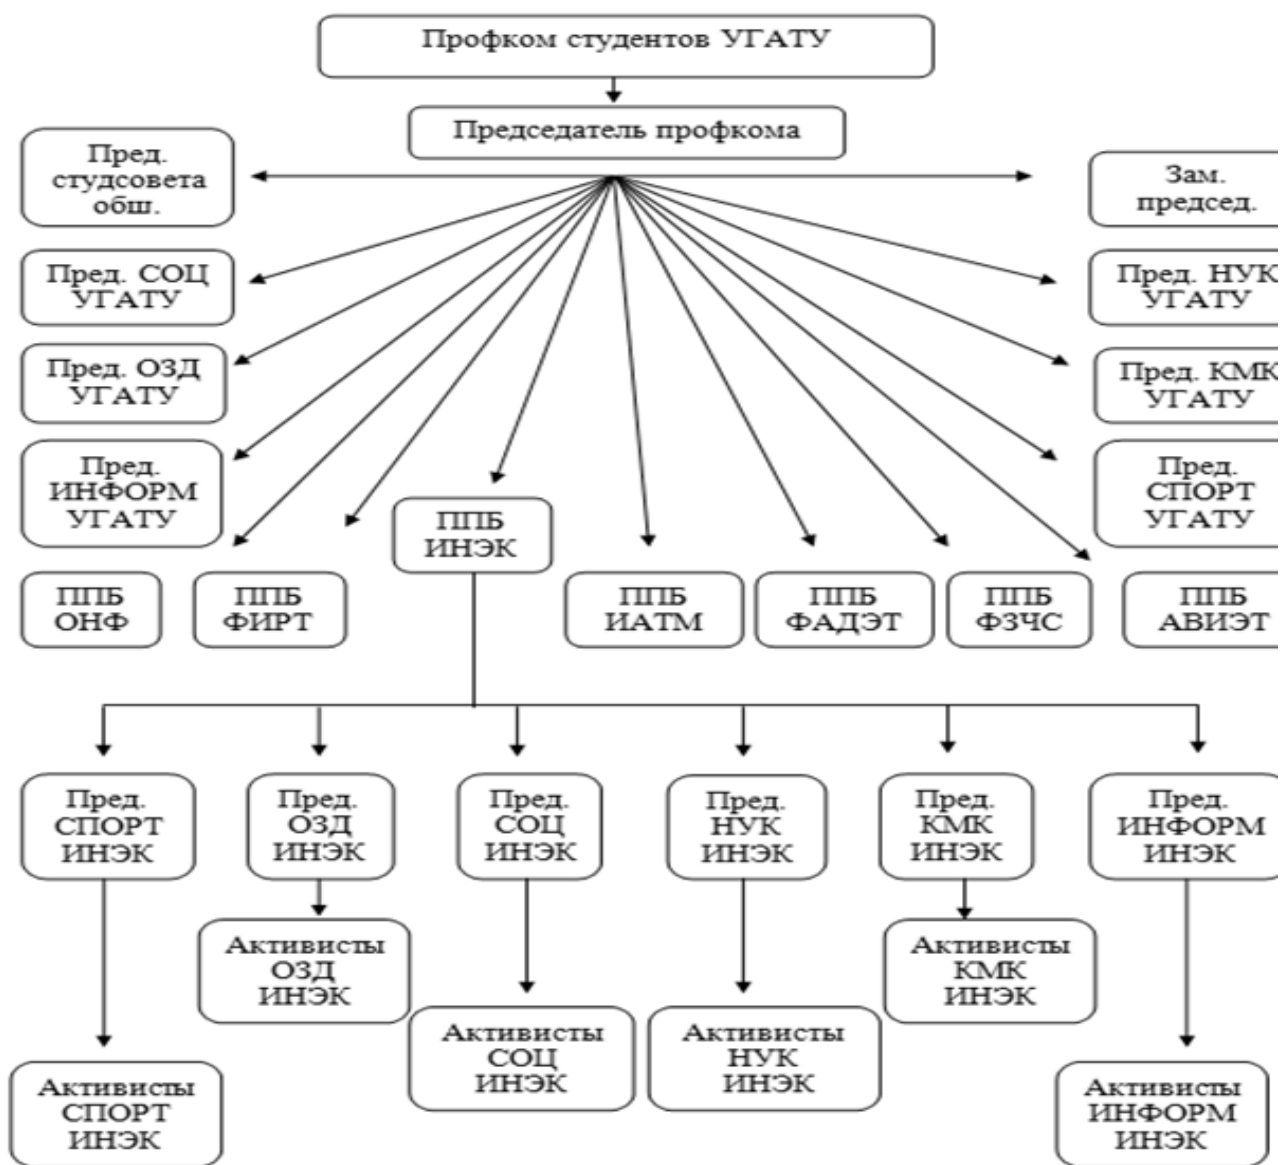 Профком студентов УГАТУ
Председатель профкома
Пред.
студсовета
обш.
Зам.
председ.
Пред. СОЦ
УГАТУ
Пред. НУК
УГАТУ
Пред. ОЗД
УГАТУ
Пред. КМК
УГАТУ
Пред.
ИНФОРМ
УГАТУ
Пред.
СПОРТ
УГАТУ
ППБ
ИНЭК
ППБ
ОНФ
ППБ
ФИРТ
ППБ
ИАТМ
ППБ
ФАДЭТ
ППБ
ФЗЧС
ППБ
АВИЭТ
Пред.
СПОРТ
ИНЭК
Пред.
ОЗД
ИНЭК
Пред.
СОЦ
ИНЭК
Пред.
НУК
ИНЭК
Пред.
КМК
ИНЭК
Пред.
ИНФОРМ
ИНЭК
Активисты
ОЗД
ИНЭК
Активисты
КМК
ИНЭК
Активисты
СОЦ
ИНЭК
Активисты
НУК
ИНЭК
Активисты
СПОРТ
ИНЭК
Активисты
ИНФОРМ
ИНЭК